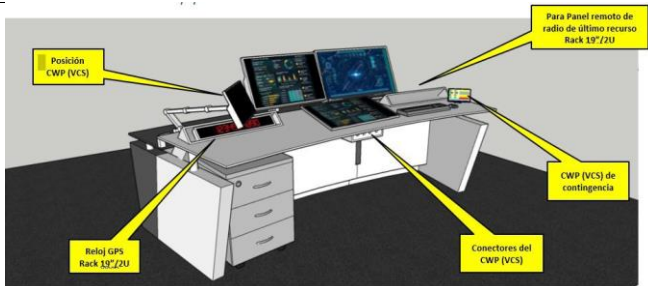 Para Panel remoto de
radio de último recurso
Rack 19"/2U
Posición
CWP (VCS)
CWP (VCS) de
contingencia
Reloj GPS
Rack 19"/2U
Conectores del
CWP (VCS)